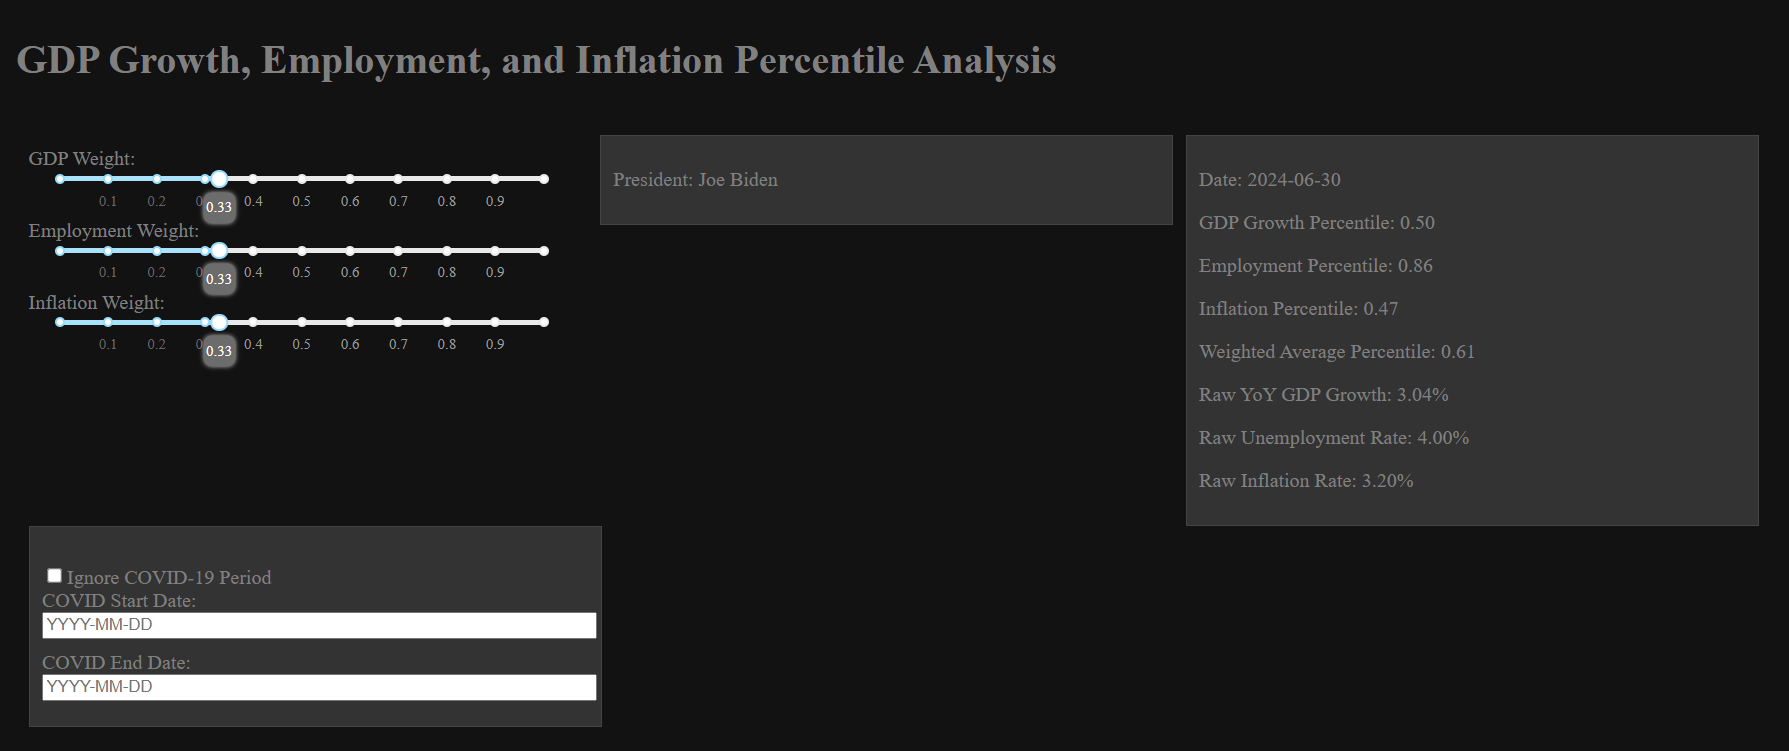 GDP Growth, Employment, and Inflation Percentile Analysis
GDP Weight:
0.1 0.2 0.4 0.5 0.6 0.7 0.8 0.9
0.33
Employment Weight:
0.1 0.2 0.4 0.5 0.6 0.7 0.8 0.9
0.33
Inflation Weight:
0.1 0.2 0.4 0.5 0.6 0.7 0.8 0.9
0.33
President: Joe Biden
Date: 2024-06-30
GDP Growth Percentile: 0.50
Employment Percentile: 0.86
Inflation Percentile: 0.47
Weighted Average Percentile: 0.61
Raw YoY GDP Growth: 3.04%
Raw Unemployment Rate: 4.00%
Raw Inflation Rate: 3.20%
Ignore COVID-19 Period
COVID Start Date:
YYYY-MM-DD
COVID End Date:
YYYY-MM-DD